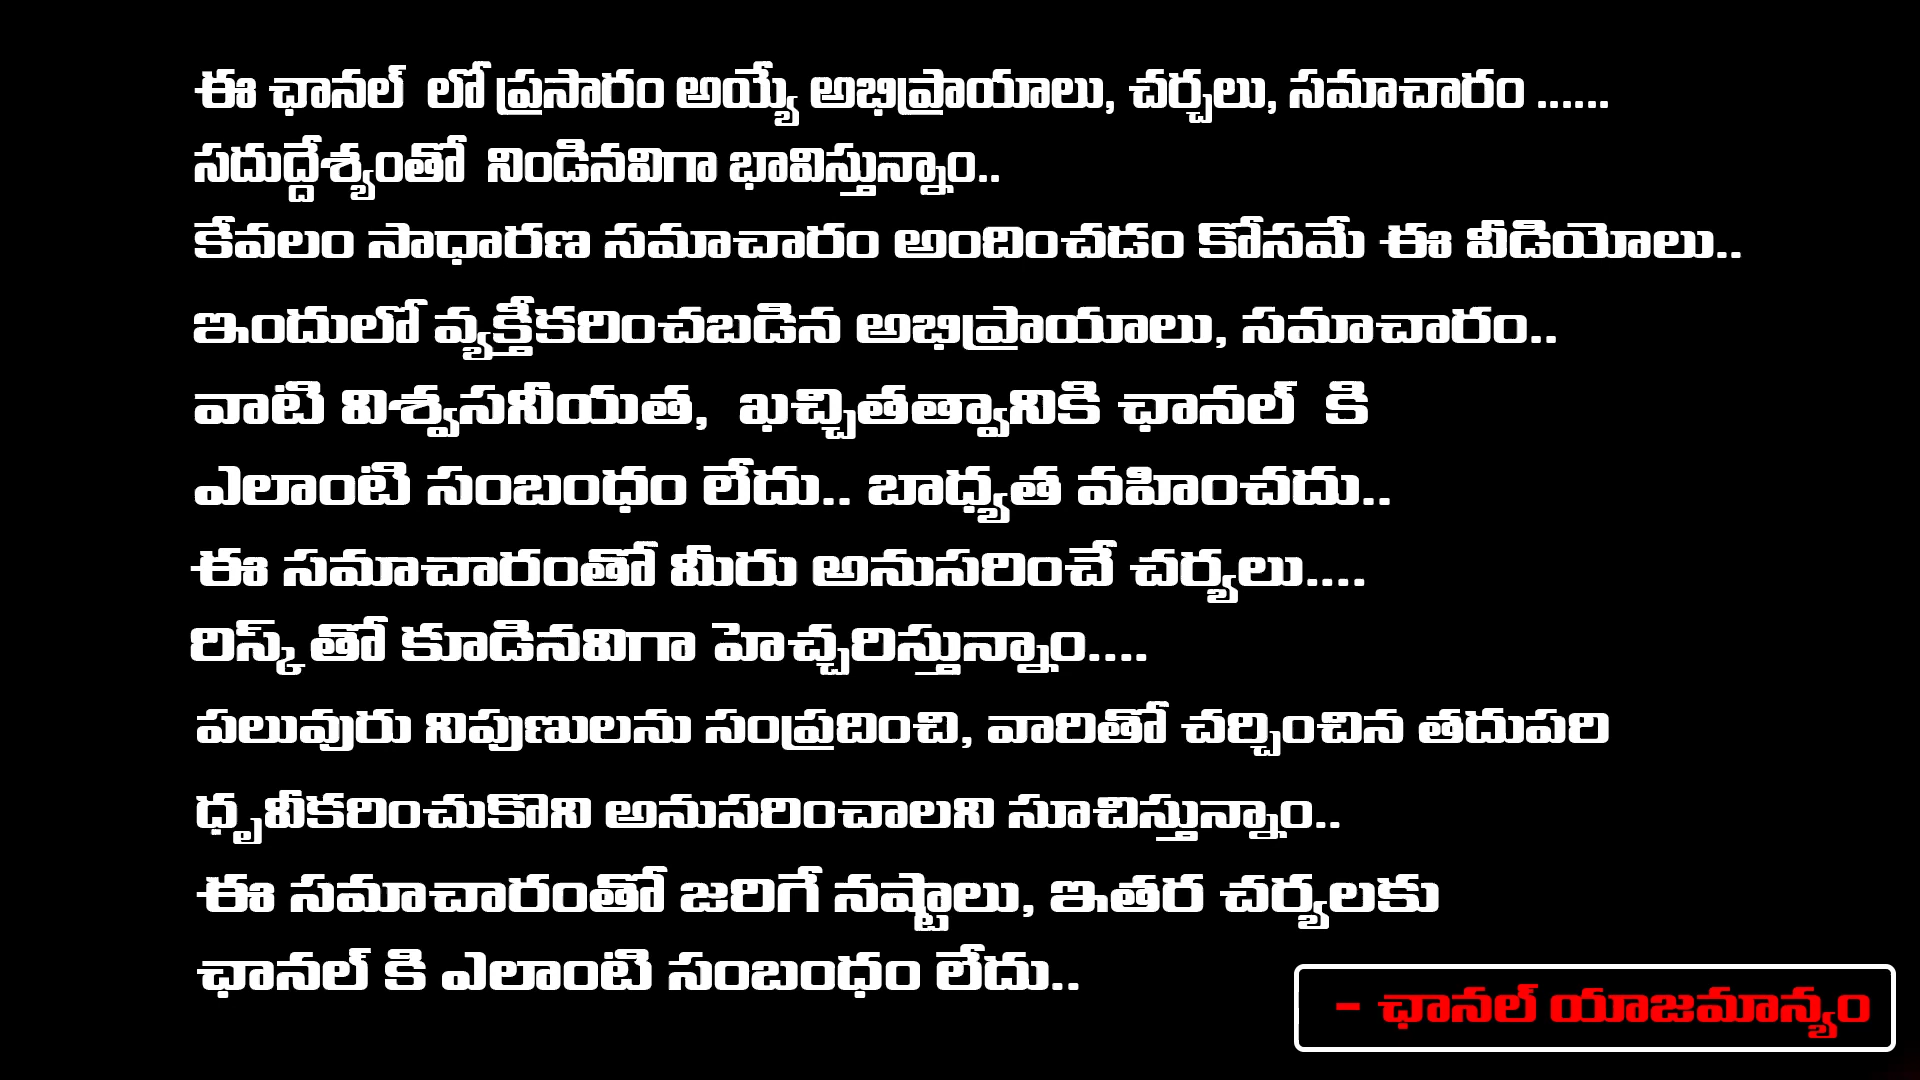 ఈ ఛానల్ లో ప్రసారం అయ్యే అభిప్రాయాలు, చర్చలు, సమాచారం ......
సదుద్దేశ్యంతో నిండినవిగా భావిస్తున్నాం..
కేవలం సాధారణ సమాచారం అందించడం కోసమే ఈ వీడియోలు..
ఇందులో వ్యక్తీకరించబడిన అభిప్రాయాలు, సమాచారం..
వాటి విశ్వసనీయత, ఖచ్చితత్వానికి ఛానల్ కి
ఎలాంటి సంబంధం లేదు.. బాధ్యత వహించదు..
ఈ సమాచారంతో మీరు అనుసరించే చర్యలు....
రిస్క్ తో కూడినవిగా హెచ్చరిస్తున్నాం....
పలువురు నిపుణులను సంప్రదించి, వారితో చర్చించిన తదుపరి
ధృవీకరించుకొని అనుసరించాలని సూచిస్తున్నాం..
ఈ సమాచారంతో జరిగే నష్టాలు, ఇతర చర్యలకు
ఛానల్ కి ఎలాంటి సంబంధం లేదు..
- ఛానల్ యాజమాన్యం